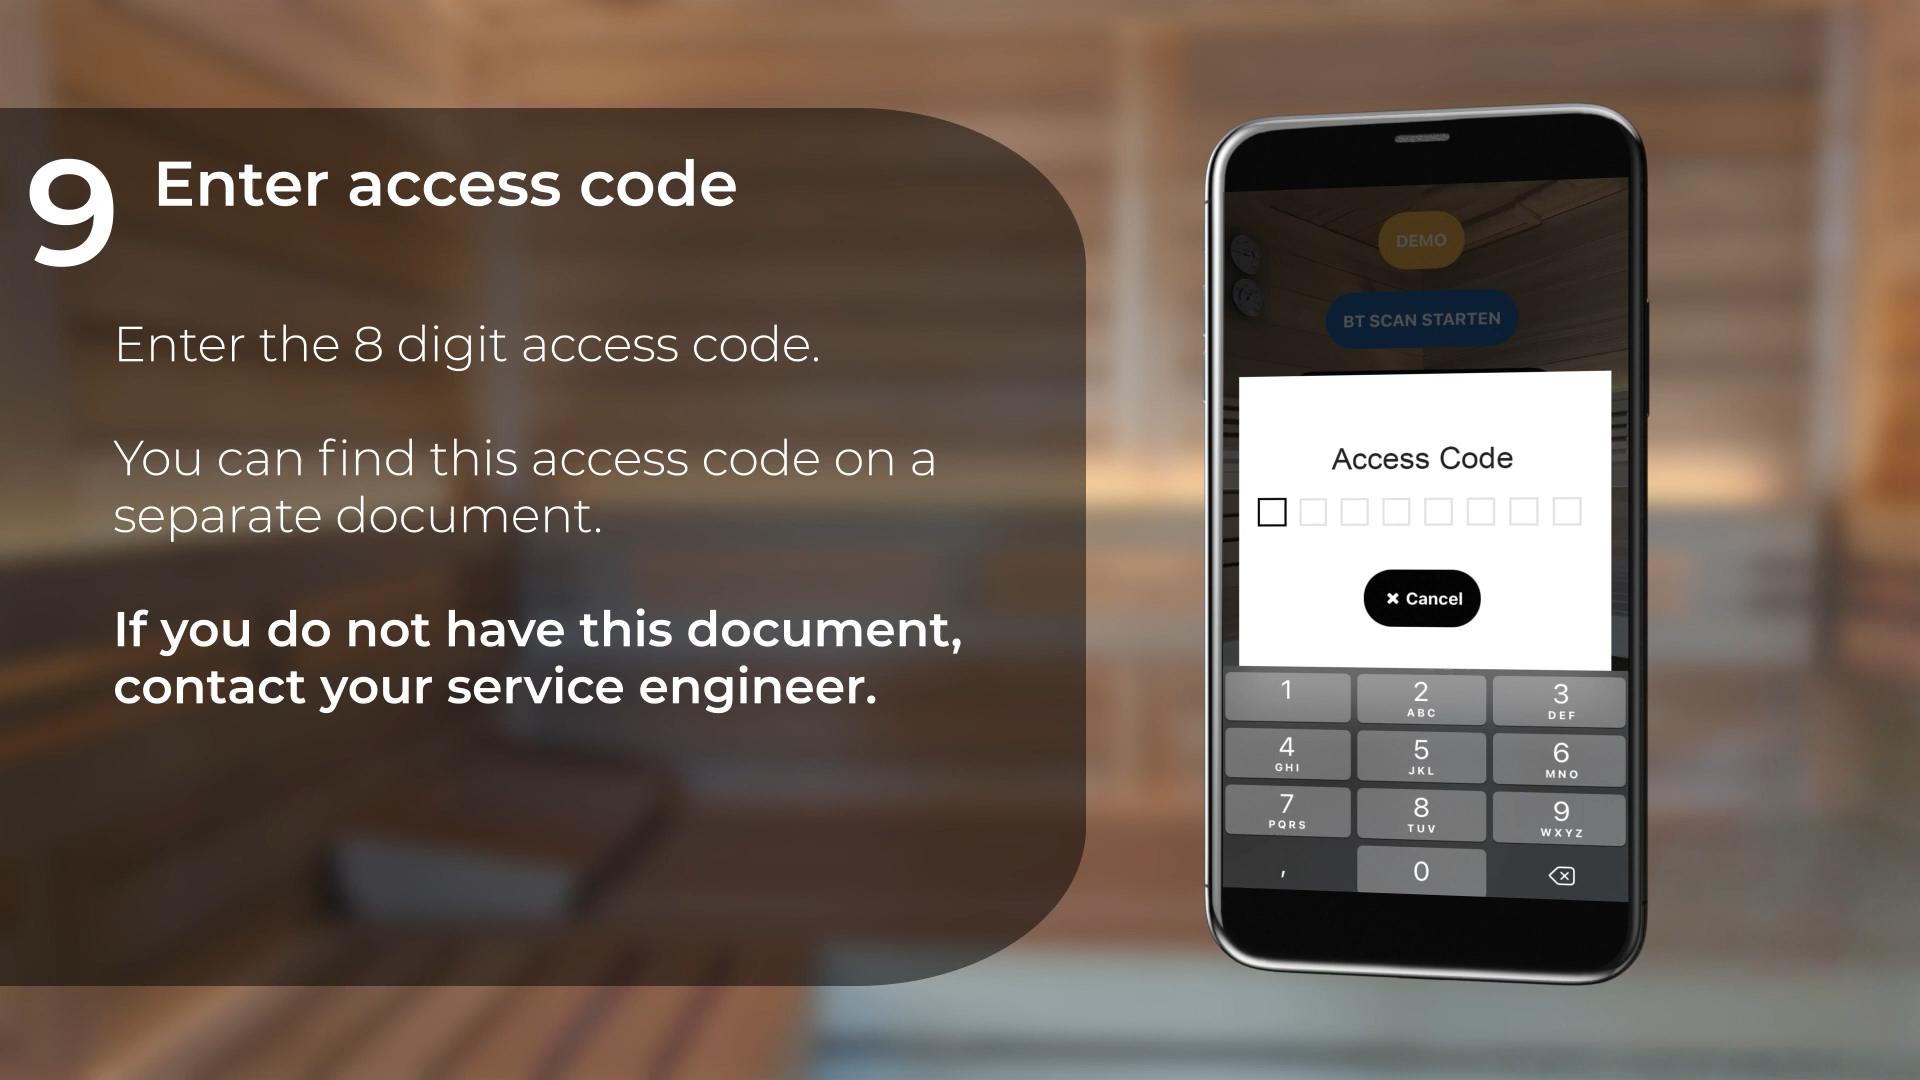 9
Enter access code
Enter the 8 digit access code.
You can find this access code on a
separate document.
If you do not have this document,
contact your service engineer.
DEMO
BT SCAN STARTEN
Access Code
✖ Cancel
1
2
ABC
3
DEF
4
GHI
5
JKL
6
MNO
7
PQRS
8
TUV
9
WXYZ
,
0